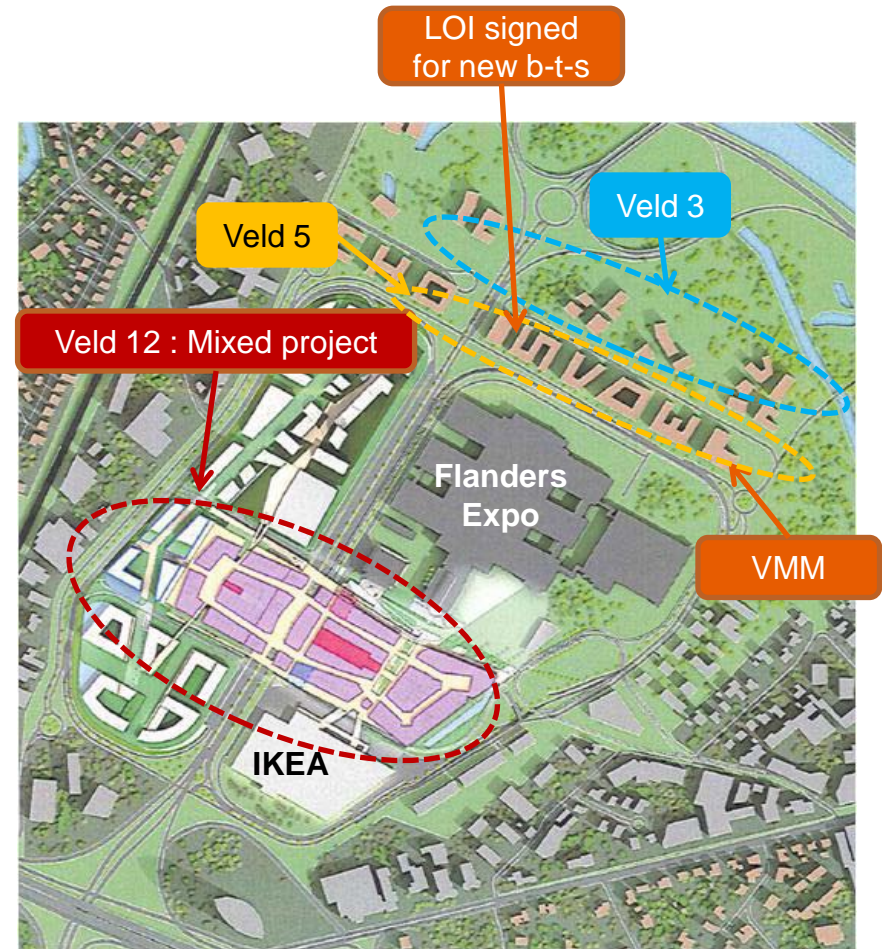 LOI signed
for new b-t-s
Veld 3
Veld 5
Veld 12 : Mixed project
Flanders
Expo
VMM
IKEA